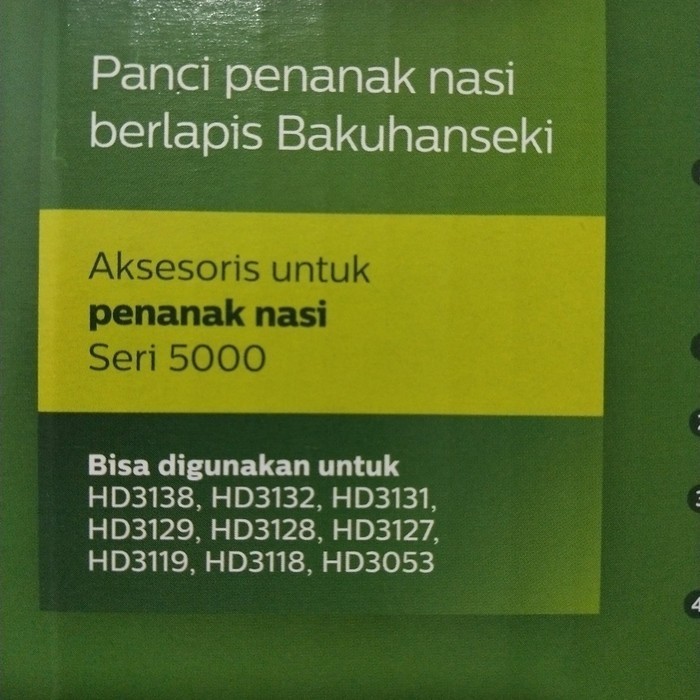 Panci penanak nasi
berlapis Bakuhanseki
Aksesoris untuk
penanak nasi
Seri 5000
Bisa digunakan untuk
HD3138, HD3132, HD3131,
HD3129, HD3128, HD3127,
HD3119, HD3118, HD3053